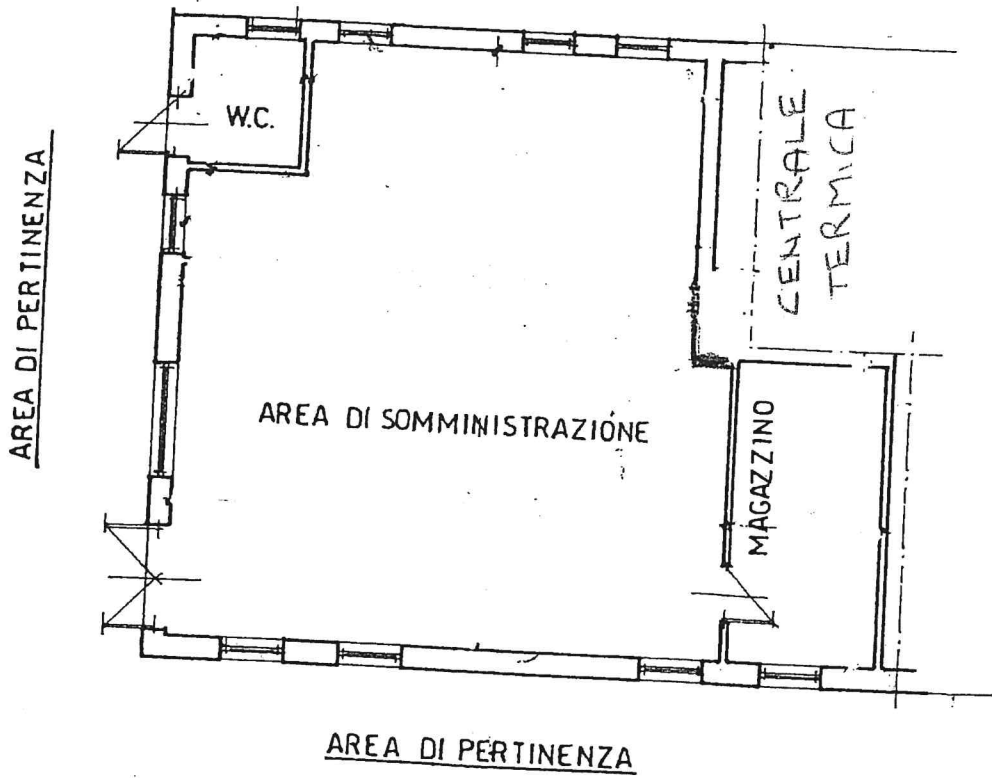 W.C.
CENTRALE
TERMICA
AREA DI PERTINENZA
AREA DI SOMMINISTRAZIONE
MAGAZZINO
AREA DI PERTINENZA